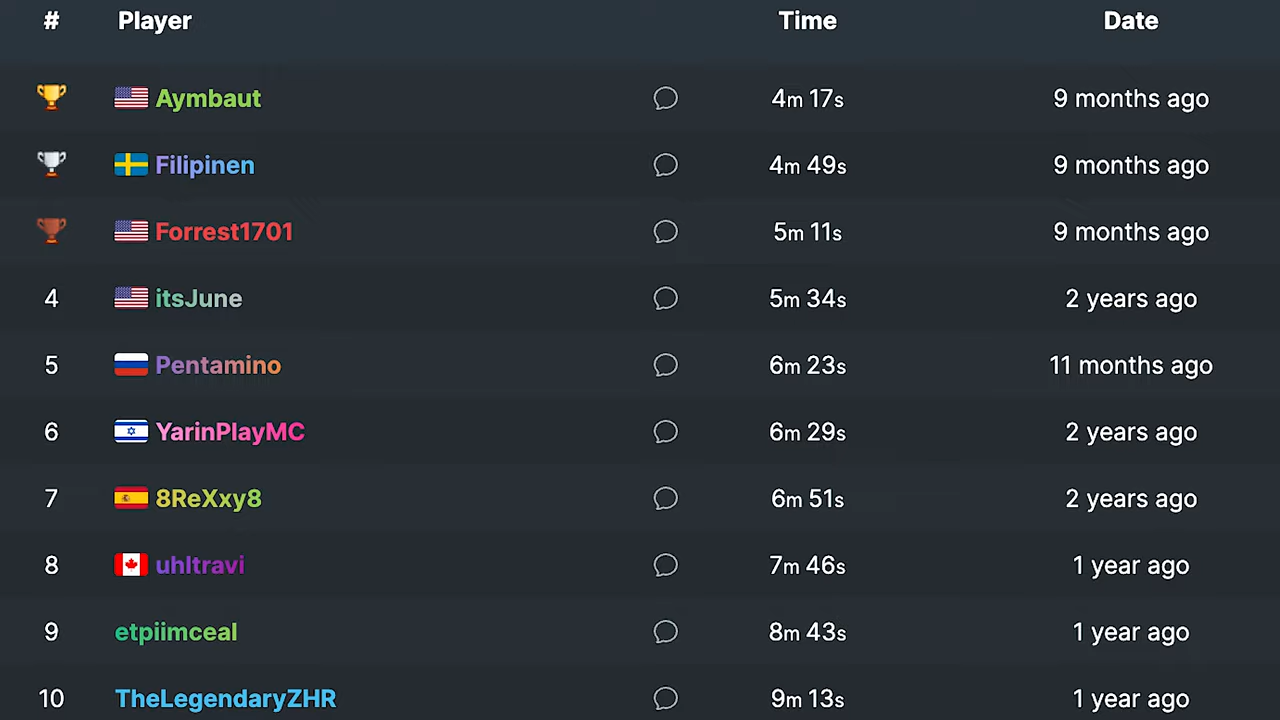 # Player Time Date
Aymbaut 4m 17s 9 months ago
Filipinen 4m 49s 9 months ago
Forrest1701 5m 11s 9 months ago
4 itsJune 5m 34s 2 years ago
5 Pentamino 6m 23s 11 months ago
6 YarinPlayMC 6m 29s 2 years ago
7 8ReXxy8 6m 51s 2 years ago
8 uhltravi 7m 46s 1 year ago
9 etpiimceal 8m 43s 1 year ago
10 TheLegendaryZHR 9m 13s 1 year ago